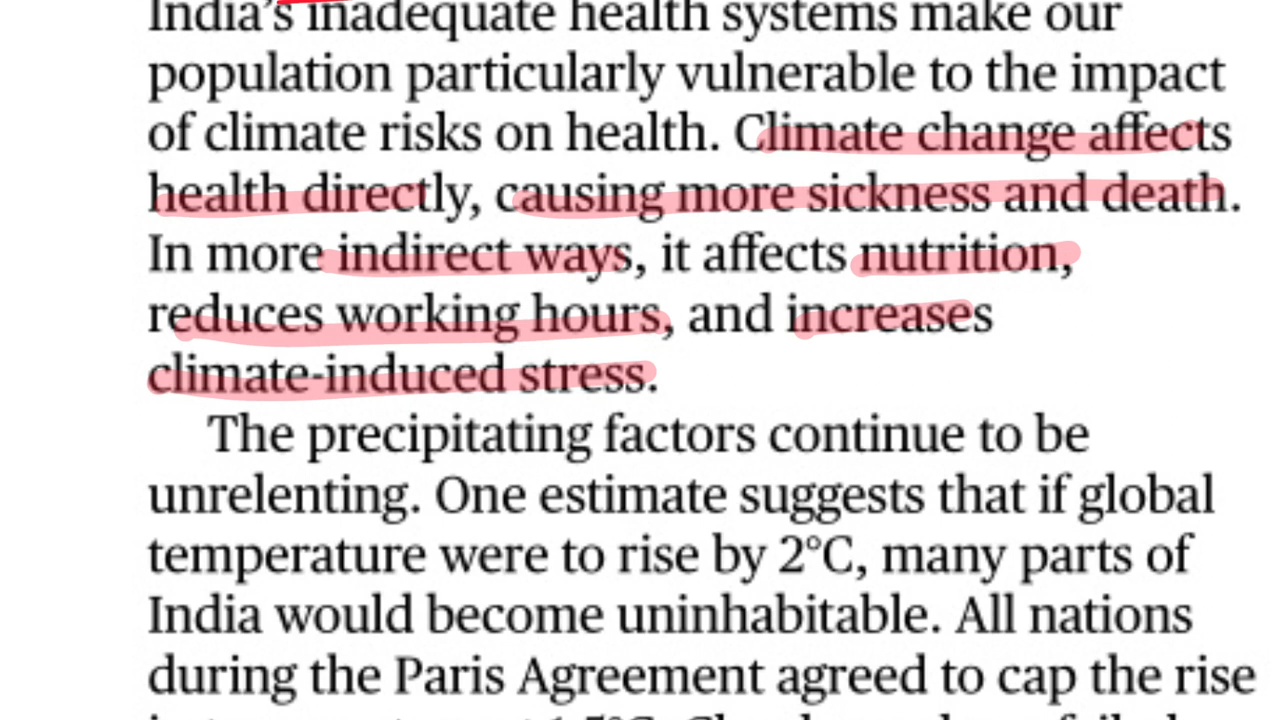 India's inadequate health systems make our
population particularly vulnerable to the impact
of climate risks on health. Climate change affects
health directly, causing more sickness and death.
In more indirect ways, it affects nutrition,
reduces working hours, and increases
climate-induced stress.
The precipitating factors continue to be
unrelenting. One estimate suggests that if global
temperature were to rise by 2°C, many parts of
India would become uninhabitable. All nations
during the Paris Agreement agreed to cap the rise